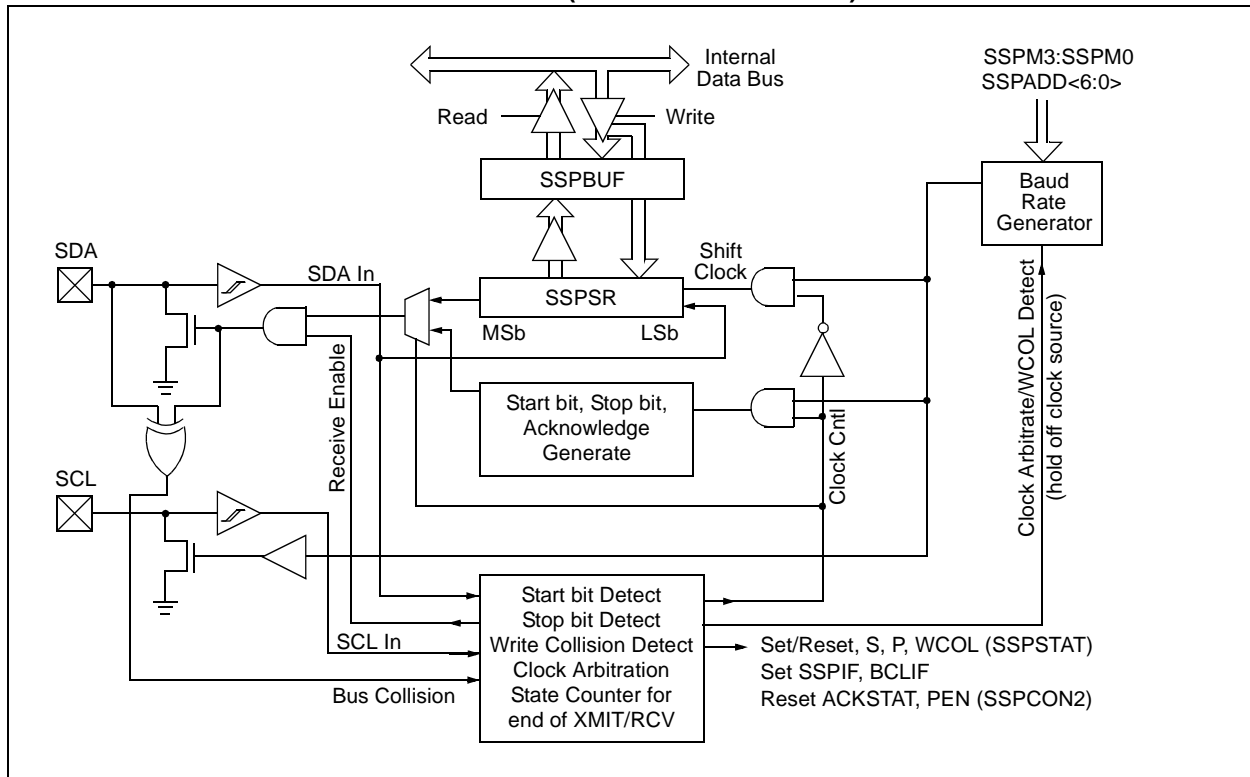 Internal
Data Bus
SSPM3:SSPM0
SSPADD<6:0>
Read
Write
SSPBUF
Baud
Rate
Generator
SDA
SDA In
Shift
Clock
SSPSR
MSb
LSb
Start bit, Stop bit,
Acknowledge
Generate
Receive Enable
Clock Cntl
Clock Arbitrate/WCOL Detect
(hold off clock source)
SCL
SCL In
Bus Collision
Start bit Detect
Stop bit Detect
Write Collision Detect
Clock Arbitration
State Counter for
end of XMIT/RCV
Set/Reset, S, P, WCOL (SSPSTAT)
Set SSPIF, BCLIF
Reset ACKSTAT, PEN (SSPCON2)